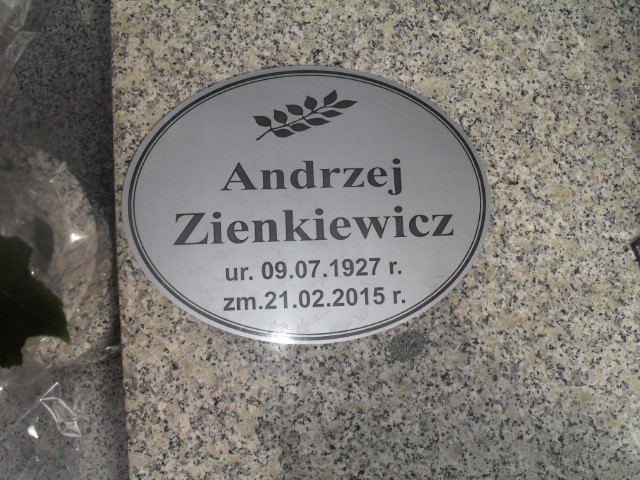 Andrzej
Zienkiewicz
ur. 09.07.1927 r.
zm.21.02.2015 r.